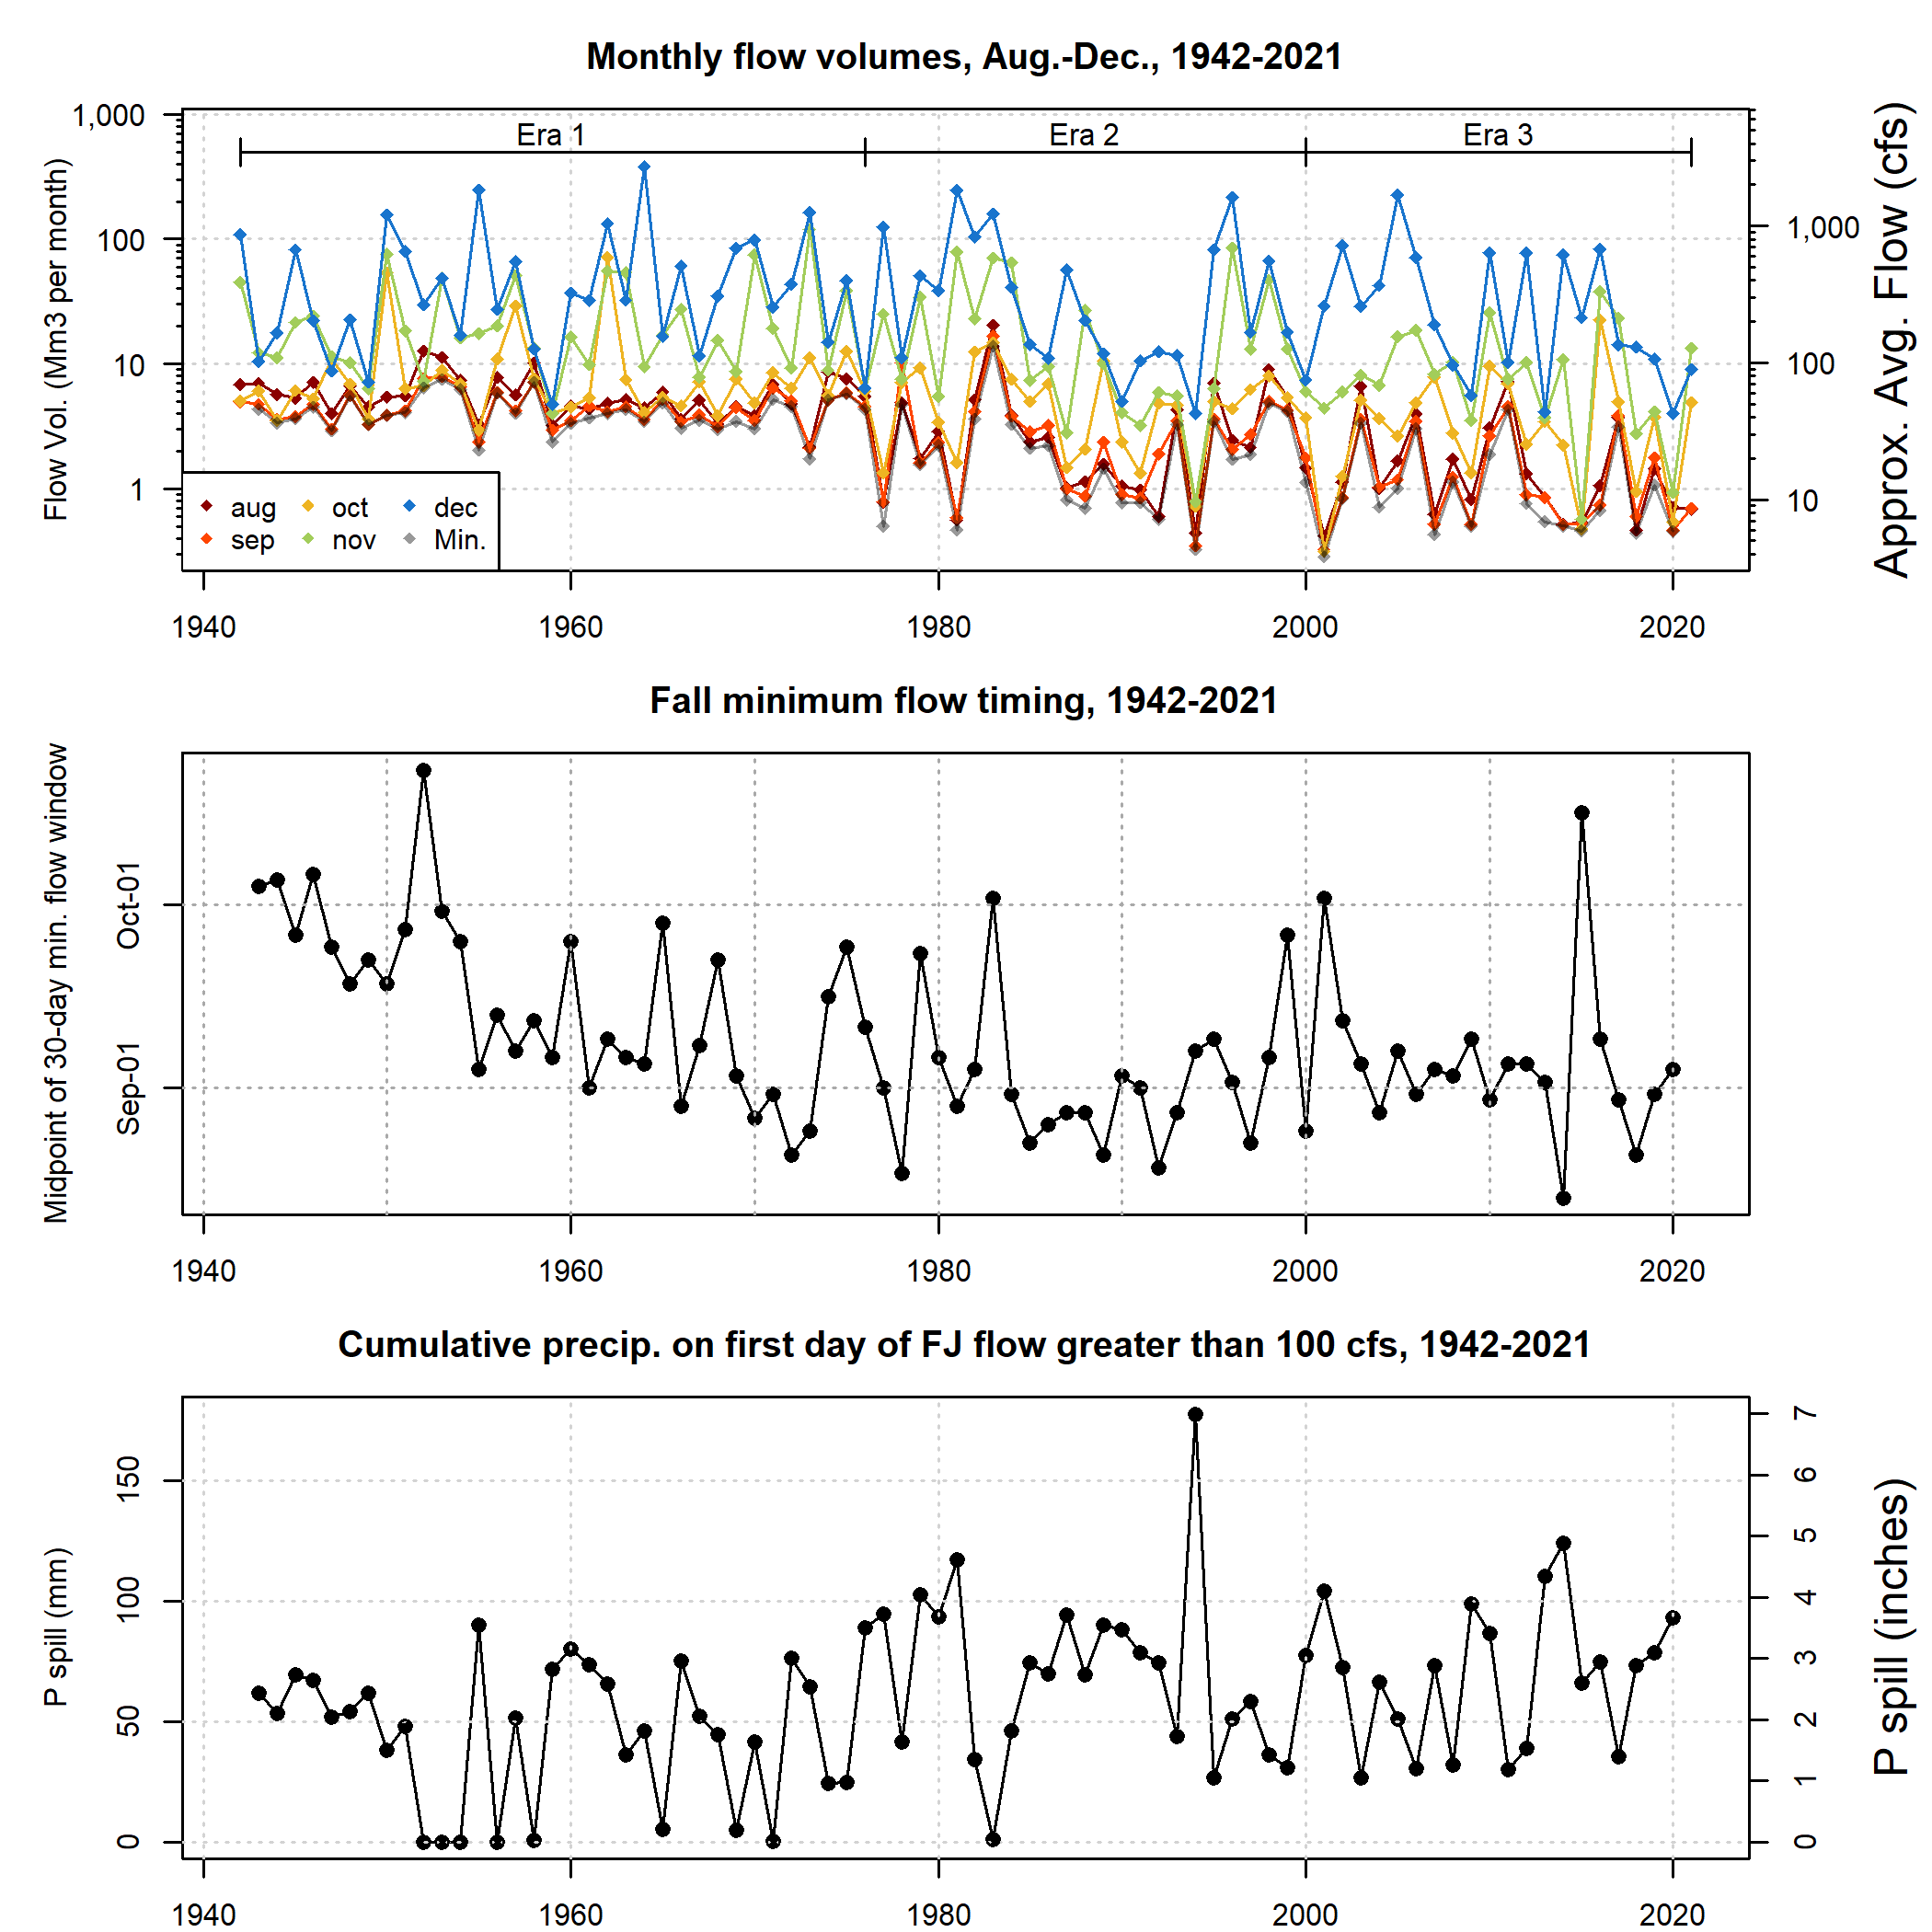 Monthly flow volumes, Aug.-Dec., 1942-2021
Flow Vol. (Mm3 per month)
1,000
100
10
1
Era 1
Era 2
Era 3
aug
oct
dec
sep
nov
Min.
1,000
100
10
Approx. Avg. Flow (cfs)
1940
1960
1980
2000
2020
Fall minimum flow timing, 1942-2021
Midpoint of 30-day min. flow window
Oct-01
Sep-01
1940
1960
1980
2000
2020
Cumulative precip. on first day of FJ flow greater than 100 cfs, 1942-2021
P spill (mm)
150
100
50
0
7
6
5
4
3
2
1
0
P spill (inches)
1940
1960
1980
2000
2020